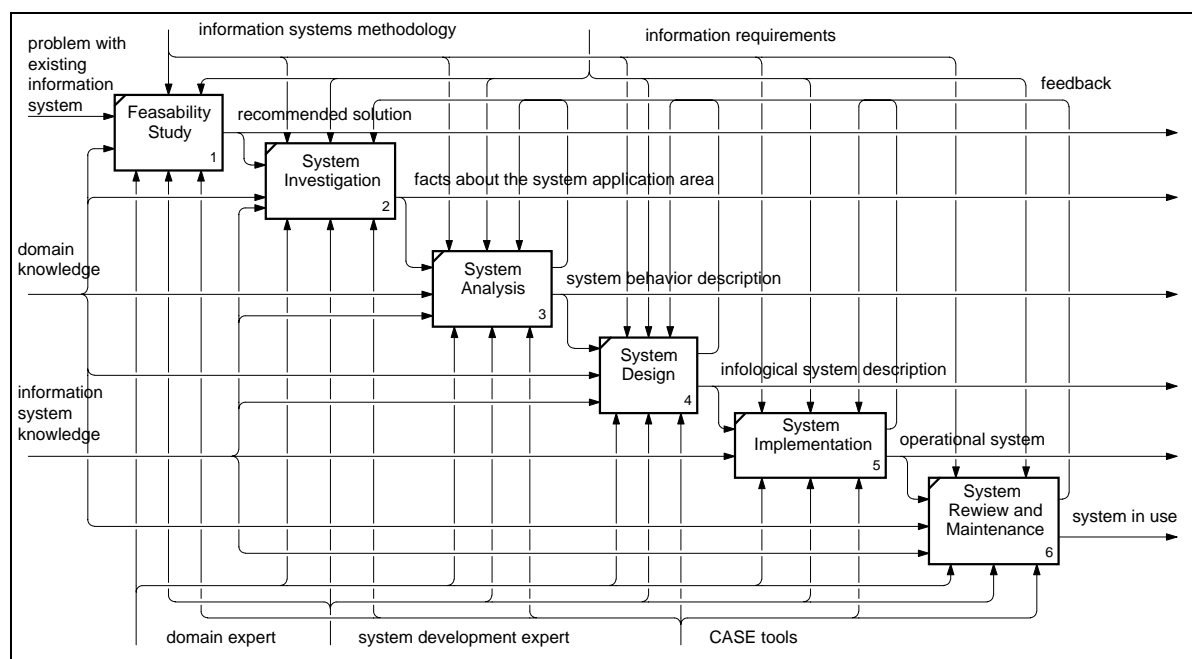 information systems methodology
information requirements
problem with
existing
information
system
feedback
Feasability
Study
1
recommended solution
System
Investigation
2
facts about the system application area
domain
knowledge
System
Analysis
3
system behavior description
System
Design
4
infological system description
information
system
knowledge
System
Implementation
5
operational system
System
Rewiew and
Maintenance
6
system in use
domain expert
system development expert
CASE tools